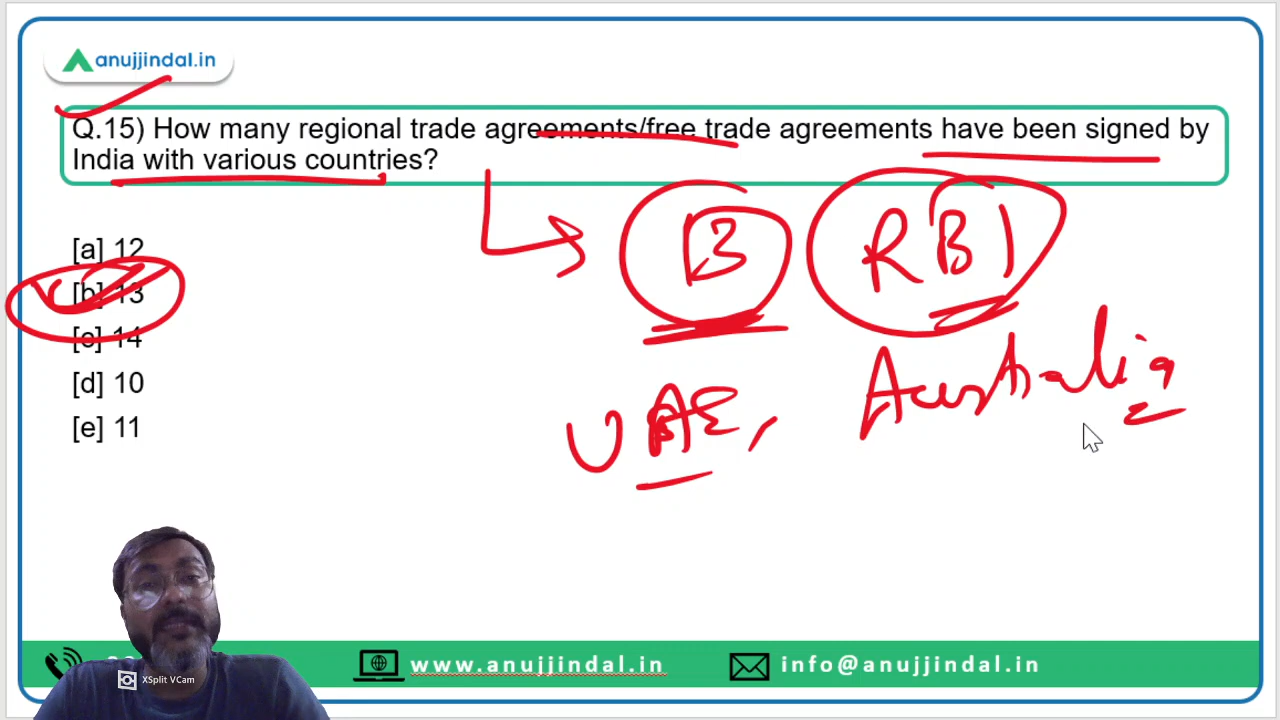 anujjindal.in
Q.15) How many regional trade agreements/free trade agreements have been signed by
India with various countries?
[a] 12
[b] 13
[c] 14
[d] 10
[e] 11
13 RBI
UAE, Australia
www.anujjindal.in
info@anujjindal.in
XSplit VCam